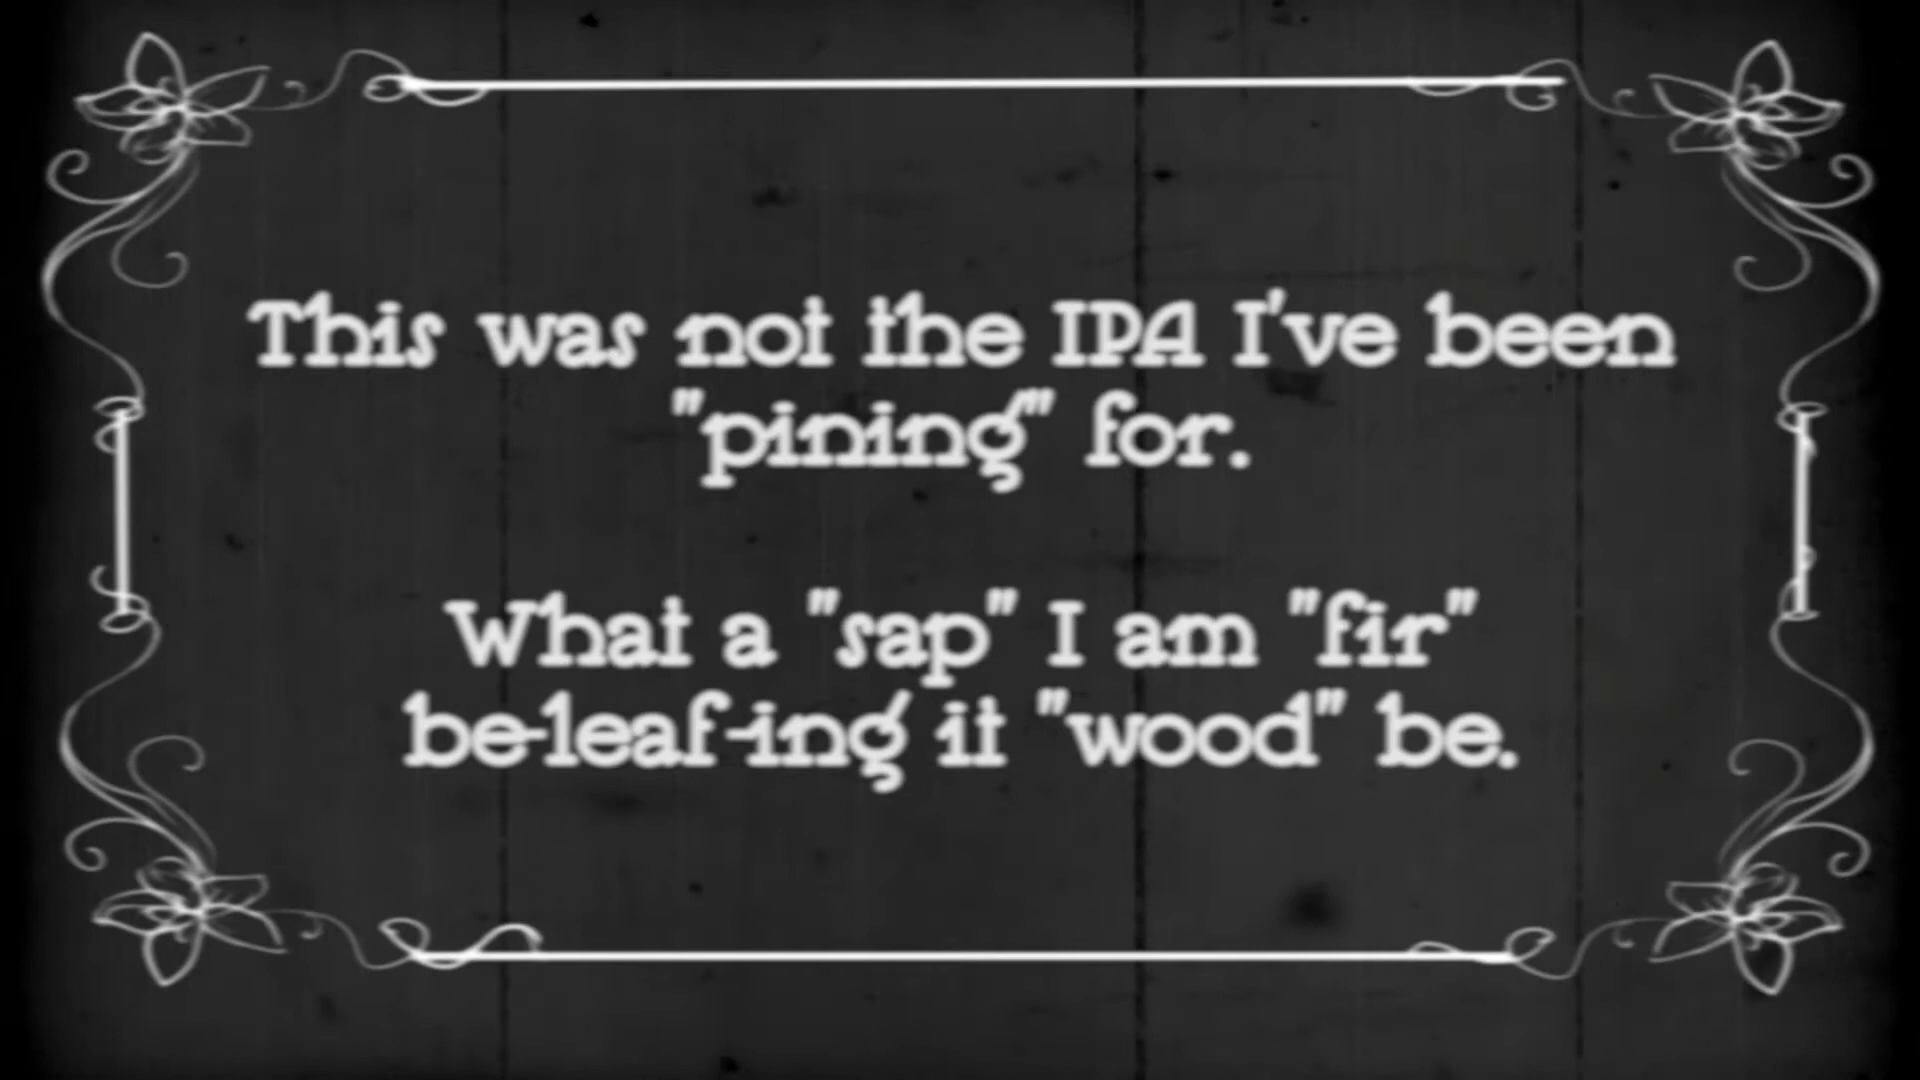 This was not the IPA I've been
"pining" for.
What a "sap" I am "fir"
be-leaf-ing it "wood" be.